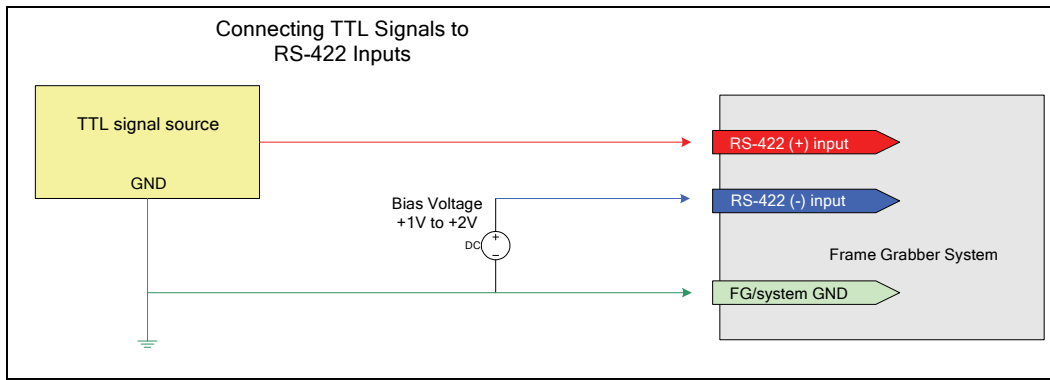 Connecting TTL Signals to
RS-422 Inputs
TTL signal source
GND
RS-422 (+) input
Bias Voltage
+1V to +2V
DC
+
−
RS-422 (-) input
Frame Grabber System
FG/system GND